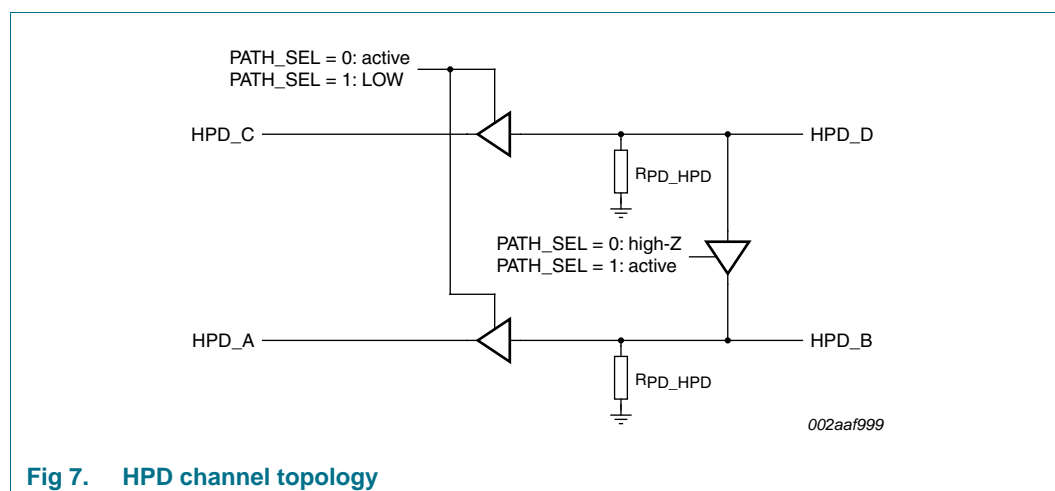 PATH_SEL = 0: active
PATH_SEL = 1: LOW
HPD_C
HPD_D
RPD_HPD
PATH_SEL = 0: high-Z
PATH_SEL = 1: active
HPD_A
HPD_B
RPD_HPD
002aaf999
Fig 7. HPD channel topology